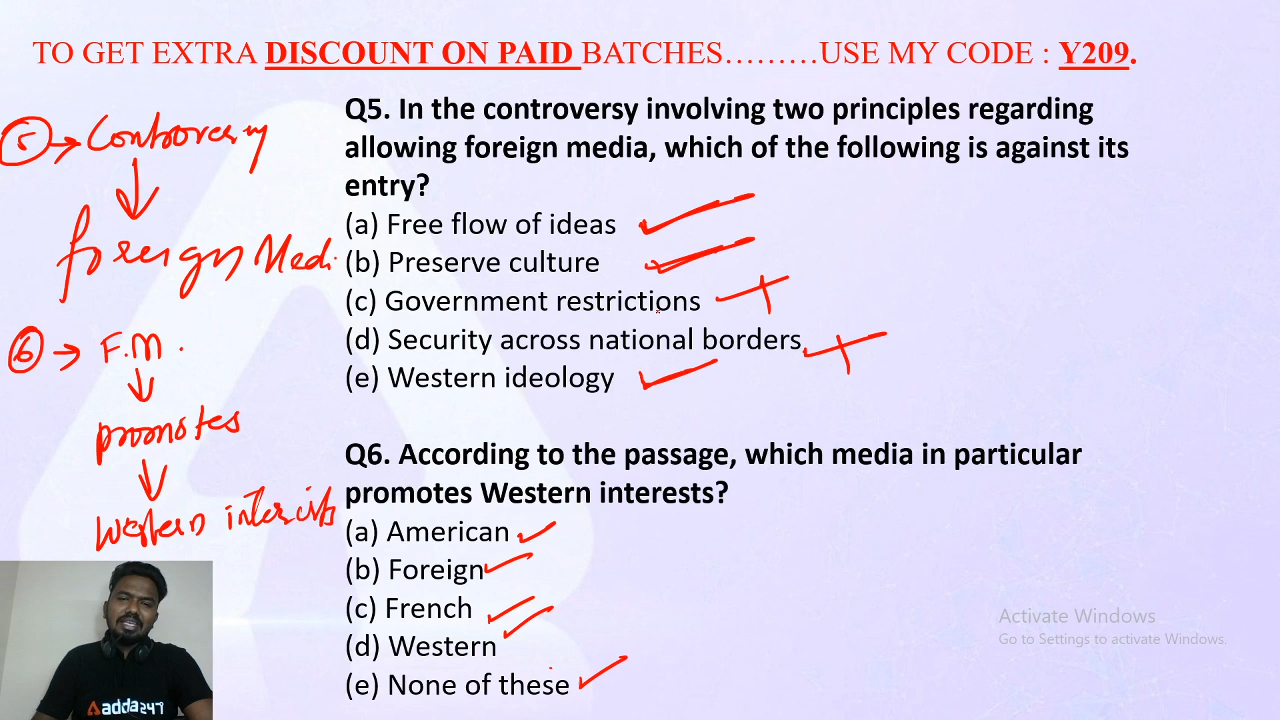 TO GET EXTRA DISCOUNT ON PAID BATCHES………USE MY CODE : Y209.
5 → Controversy
foreign Medi
6 → F.M.
promotes
Western interests
Q5. In the controversy involving two principles regarding
allowing foreign media, which of the following is against its
entry?
(a) Free flow of ideas
(b) Preserve culture
(c) Government restrictions
(d) Security across national borders
(e) Western ideology
Q6. According to the passage, which media in particular
promotes Western interests?
(a) American
(b) Foreign
(c) French
(d) Western
(e) None of these
Activate Windows
Go to Settings to activate Windows.
adda247